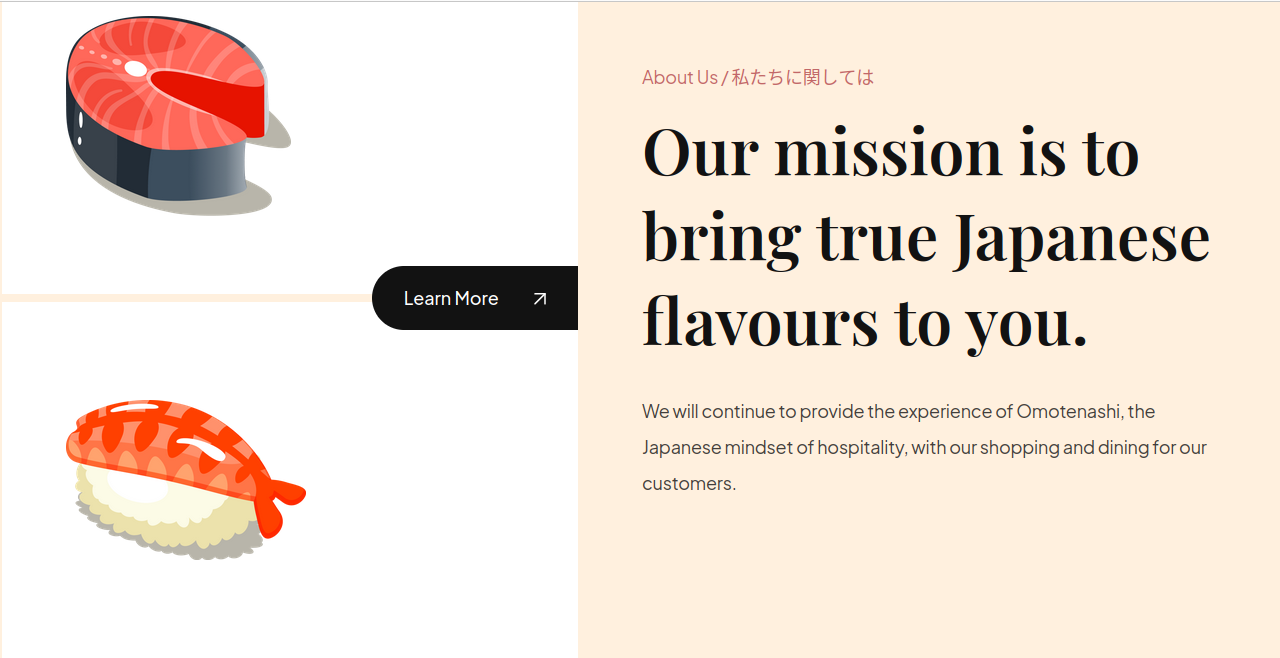 About Us / 私たちに関しては
Our mission is to
bring true Japanese
flavours to you.
We will continue to provide the experience of Omotenashi, the
Japanese mindset of hospitality, with our shopping and dining for our
customers.
Learn More